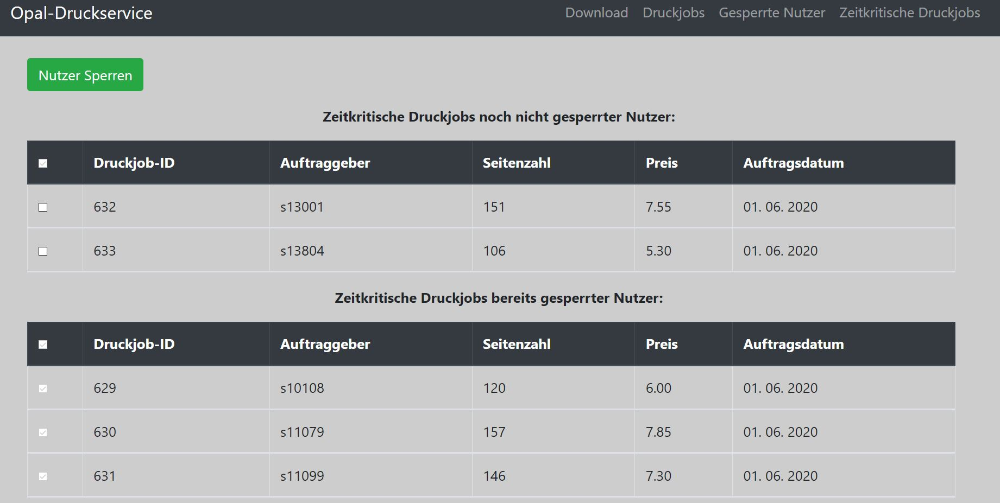 Opal-Druckservice Download Druckjobs Gesperrte Nutzer Zeitkritische Druckjobs
Nutzer Sperren
Zeitkritische Druckjobs noch nicht gesperrter Nutzer:
Druckjob-ID Auftraggeber Seitenzahl Preis Auftragsdatum
632 s13001 151 7.55 01. 06. 2020
633 s13804 106 5.30 01. 06. 2020
Zeitkritische Druckjobs bereits gesperrter Nutzer:
Druckjob-ID Auftraggeber Seitenzahl Preis Auftragsdatum
629 s10108 120 6.00 01. 06. 2020
630 s11079 157 7.85 01. 06. 2020
631 s11099 146 7.30 01. 06. 2020